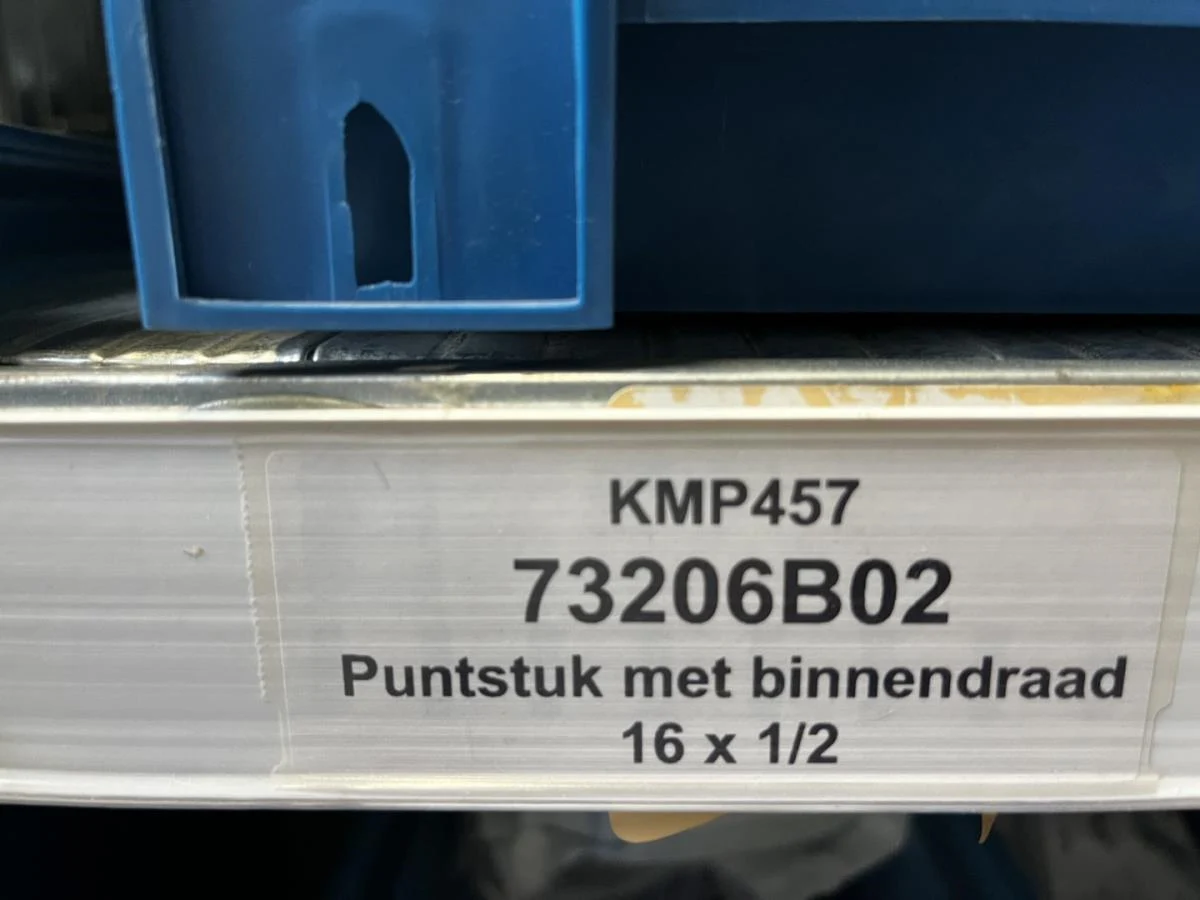 KMP457
73206B02
Puntstuk met binnendraad
16 x 1/2